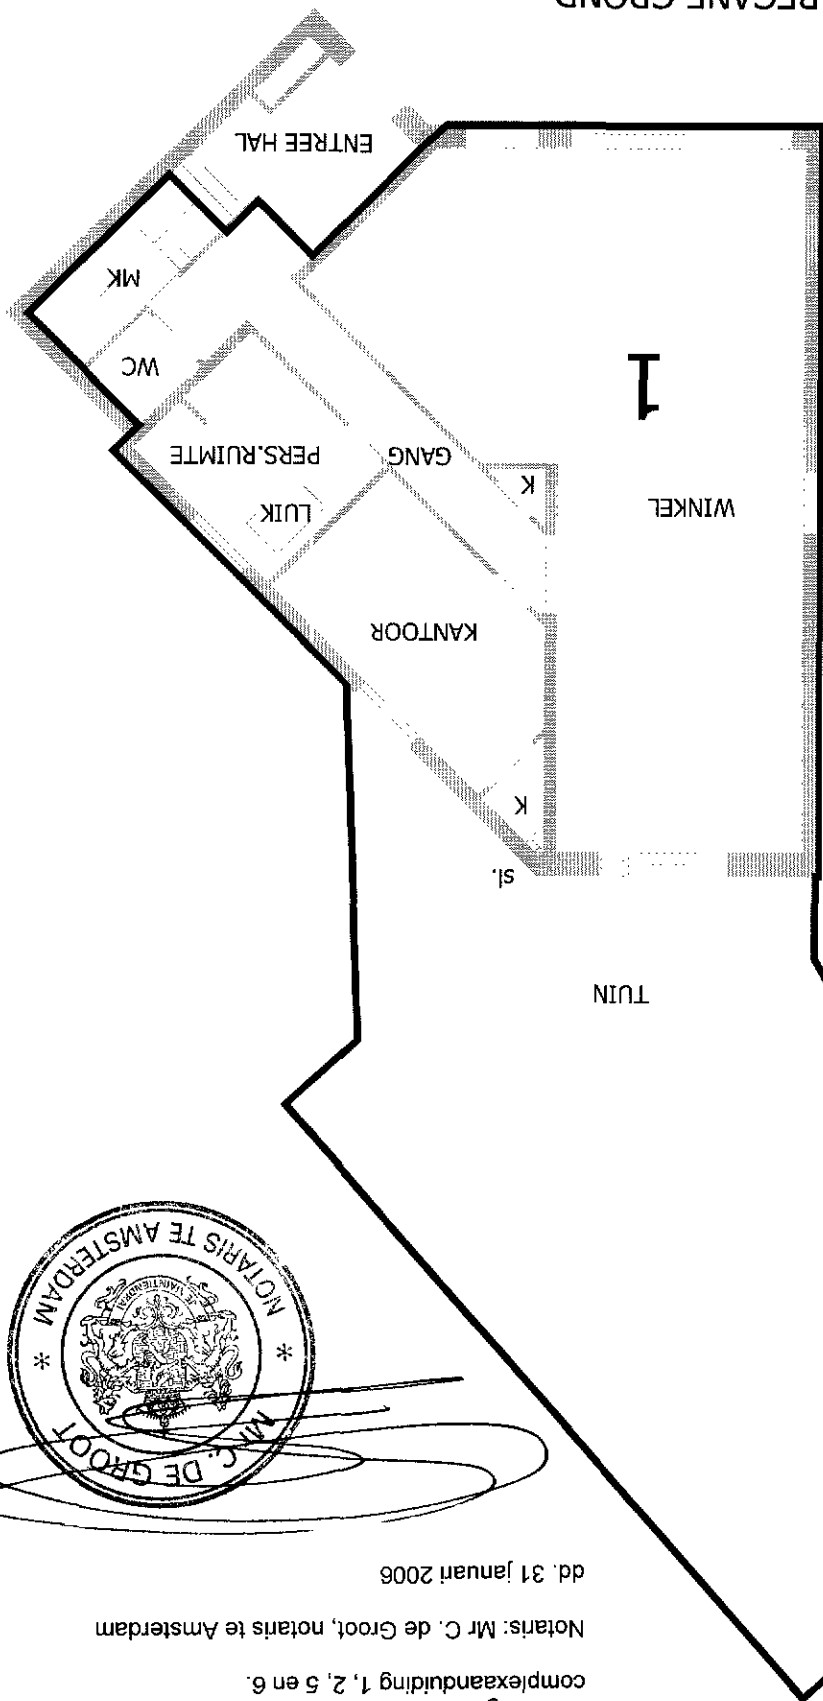 complexaanduiding 1, 2, 5 en 6.
Notaris: Mr C. de Groot, notaris te Amsterdam
dd. 31 januari 2006
Mr C. DE GROOT
* NOTARIS TE AMSTERDAM *
JE MAINTIENDRAI
TUIN
sl.
K
KANTOOR
WINKEL
K
LUIK
GANG
PERS.RUIMTE
1
WC
MK
ENTREE HAL
BEGANE GROND